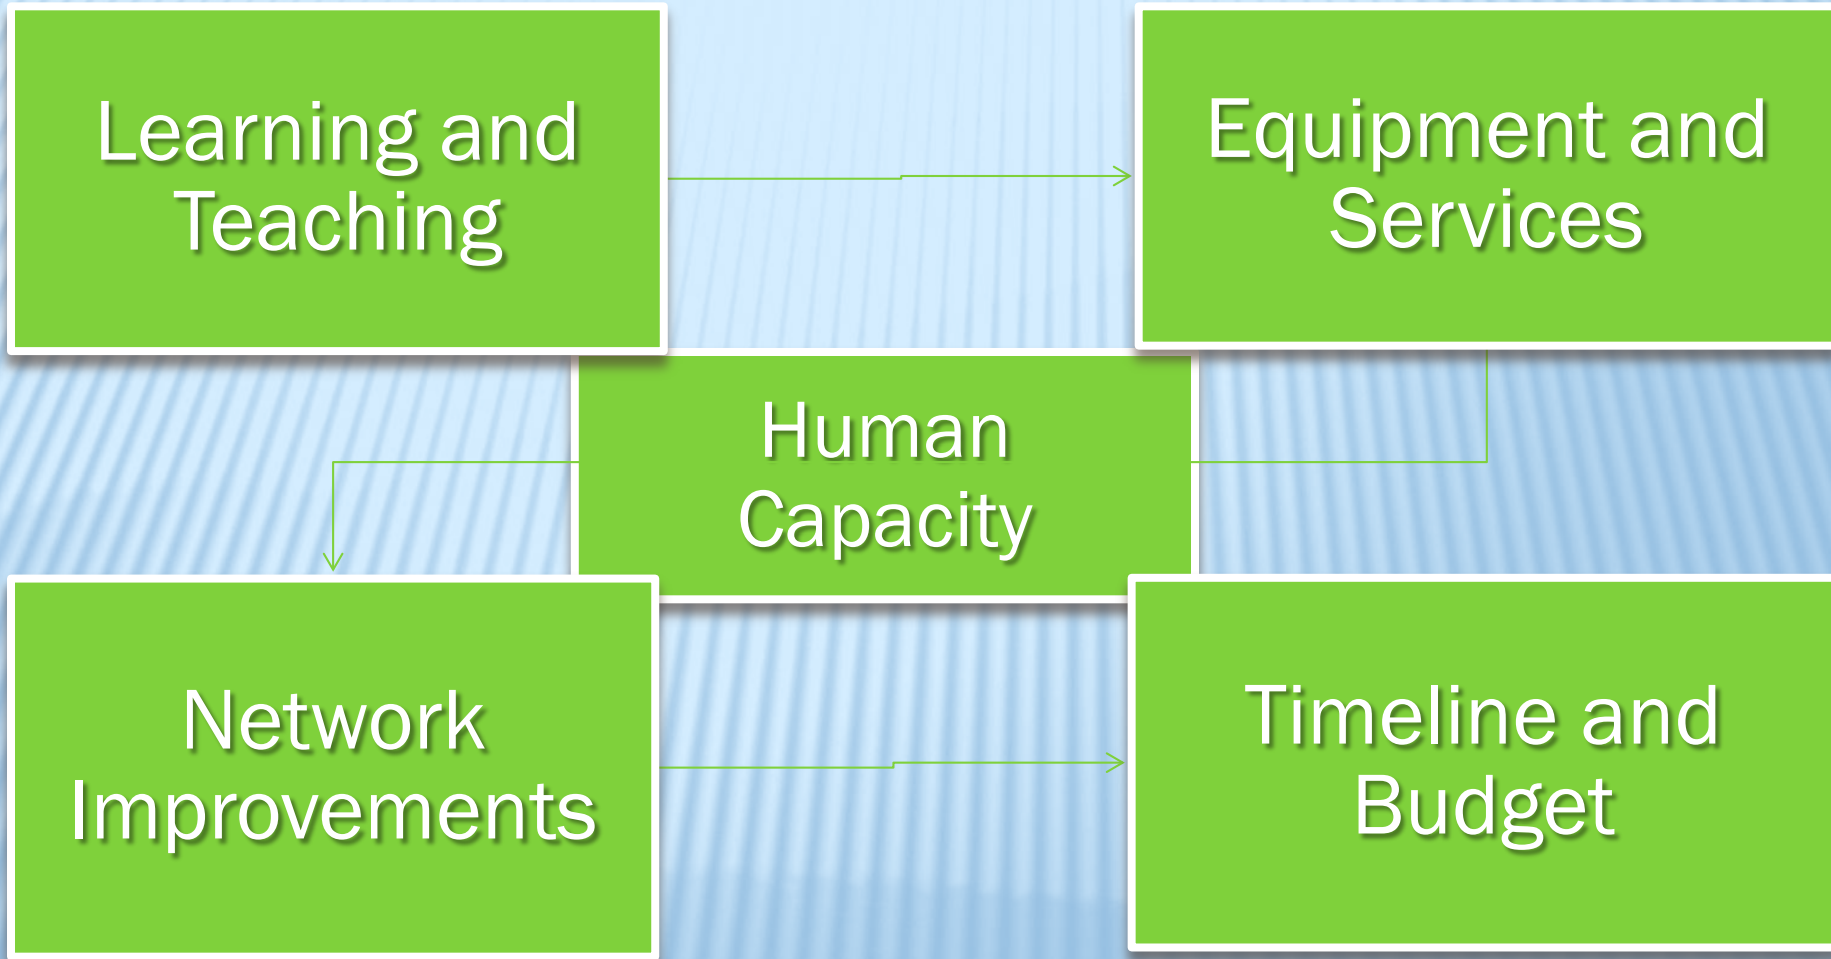 Learning and
Teaching
Equipment and
Services
Human
Capacity
Network
Improvements
Timeline and
Budget